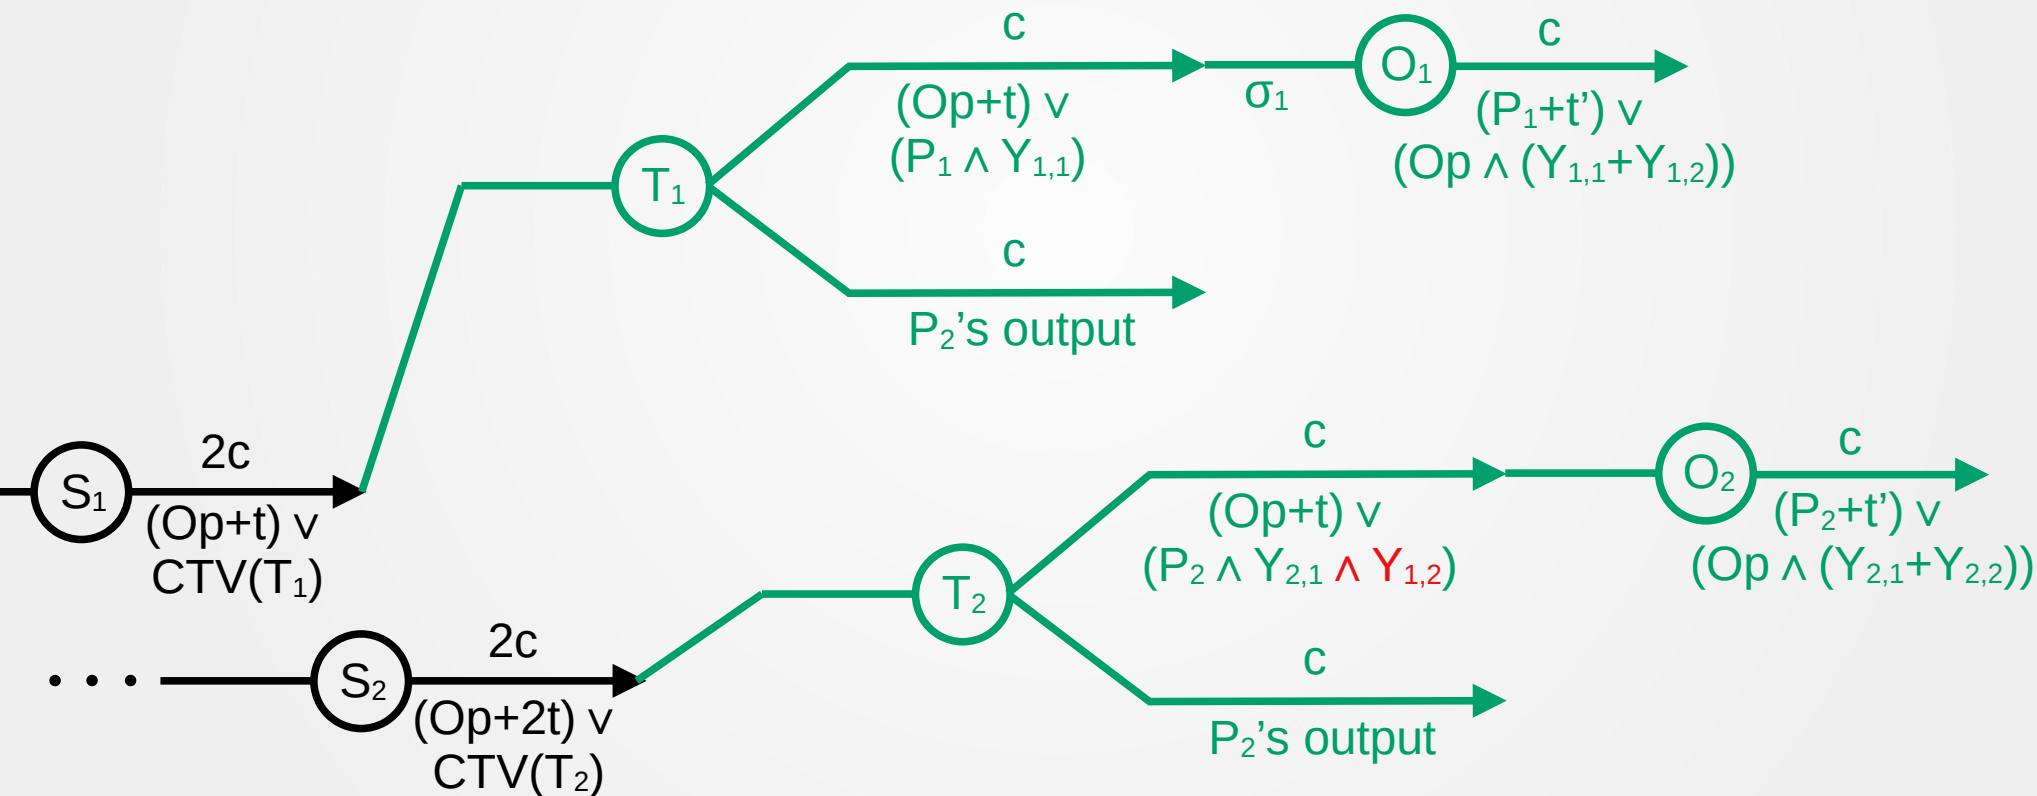 c
(Op+t) ∨
(P₁ ∧ Y₁,₁)
σ₁
O₁
c
(P₁+t’) ∨
(Op ∧ (Y₁,₁+Y₁,₂))
T₁
c
P₂’s output
S₁
2c
(Op+t) ∨
CTV(T₁)
c
(Op+t) ∨
(P₂ ∧ Y₂,₁ ∧ Y₁,₂)
O₂
c
(P₂+t’) ∨
(Op ∧ (Y₂,₁+Y₂,₂))
T₂
c
P₂’s output
. . .
S₂
2c
(Op+2t) ∨
CTV(T₂)